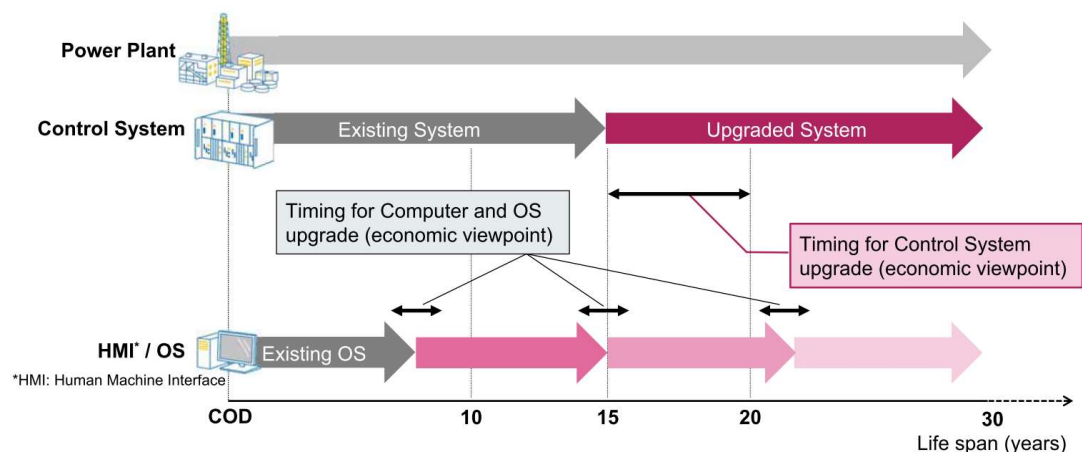 Power Plant
Control System
Existing System
Upgraded System
Timing for Computer and OS
upgrade (economic viewpoint)
Timing for Control System
upgrade (economic viewpoint)
HMI* / OS
Existing OS
*HMI: Human Machine Interface
COD
10
15
20
30
Life span (years)